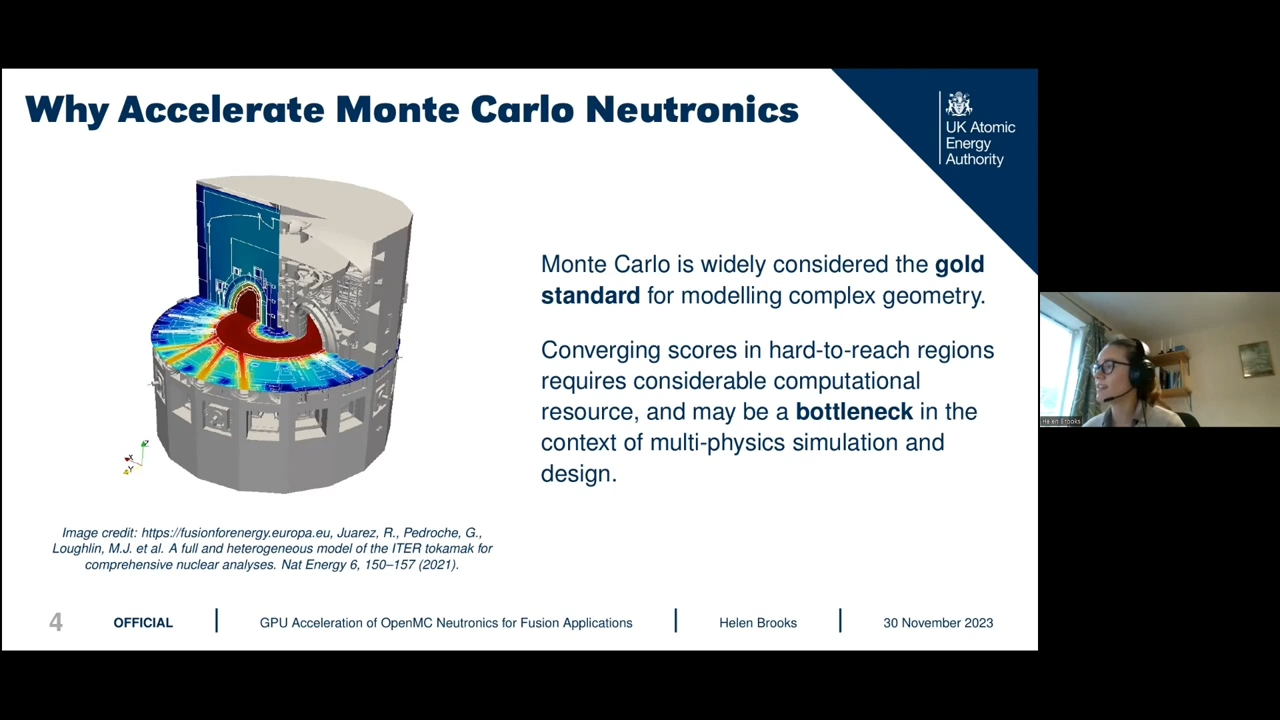 Why Accelerate Monte Carlo Neutronics
UK Atomic
Energy
Authority
Monte Carlo is widely considered the gold
standard for modelling complex geometry.
Converging scores in hard-to-reach regions
requires considerable computational
resource, and may be a bottleneck in the
context of multi-physics simulation and
design.
Z
X
Y
Image credit: https://fusionforenergy.europa.eu, Juarez, R., Pedroche, G.,
Loughlin, M.J. et al. A full and heterogeneous model of the ITER tokamak for
comprehensive nuclear analyses. Nat Energy 6, 150–157 (2021).
4 OFFICIAL GPU Acceleration of OpenMC Neutronics for Fusion Applications Helen Brooks 30 November 2023
Helen Brooks